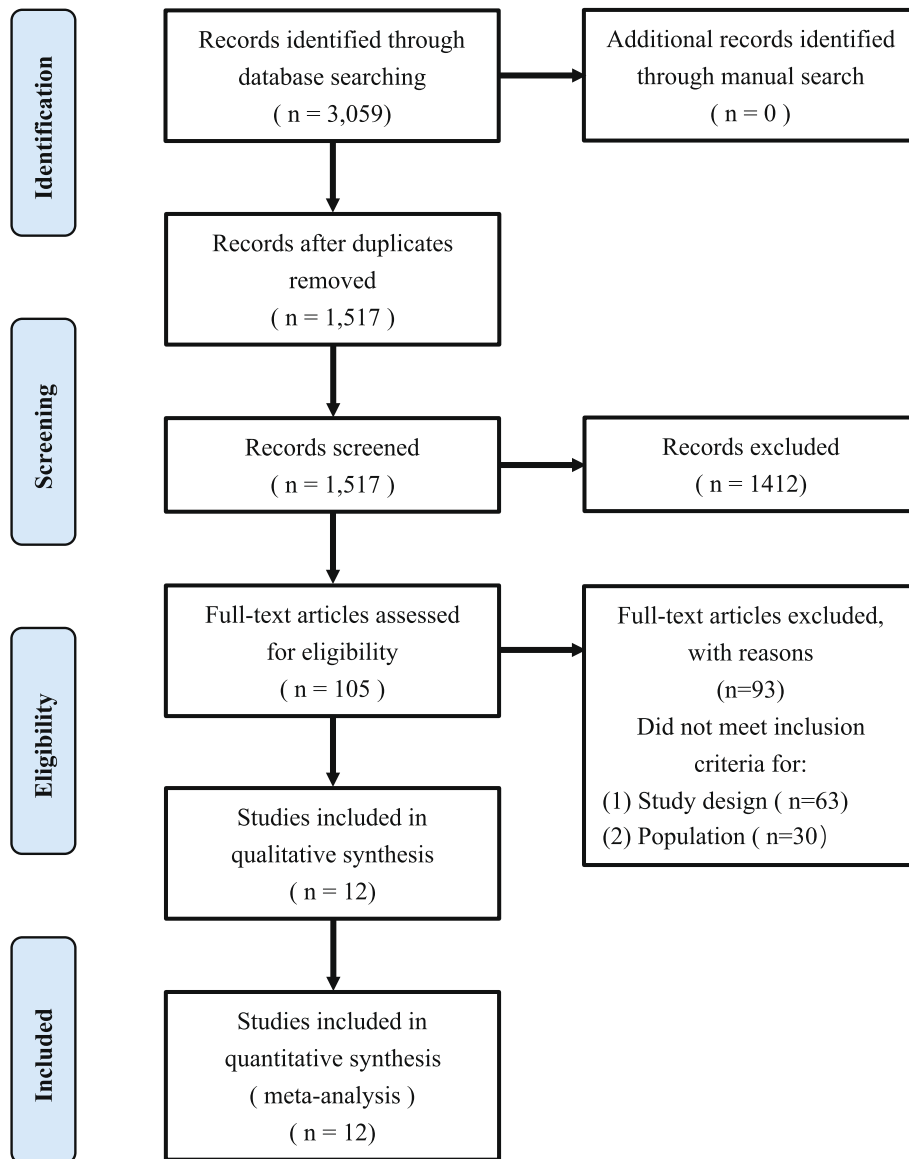 Identification
Records identified through
database searching
( n = 3,059)
Additional records identified
through manual search
( n = 0 )
Records after duplicates
removed
( n = 1,517 )
Screening
Records screened
( n = 1,517 )
Records excluded
( n = 1412)
Eligibility
Full-text articles assessed
for eligibility
( n = 105 )
Full-text articles excluded,
with reasons
(n=93)
Did not meet inclusion
criteria for:
(1) Study design ( n=63)
(2) Population ( n=30）
Studies included in
qualitative synthesis
( n = 12)
Included
Studies included in
quantitative synthesis
( meta-analysis )
( n = 12)